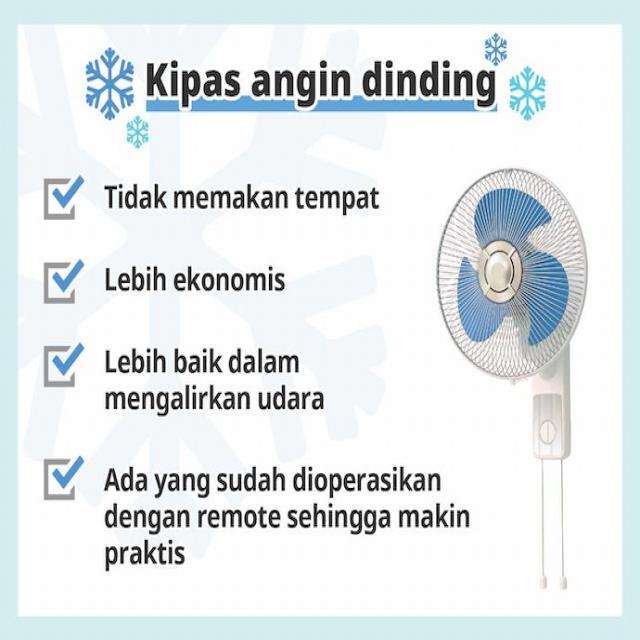 Kipas angin dinding
Tidak memakan tempat
Lebih ekonomis
Lebih baik dalam
mengalirkan udara
Ada yang sudah dioperasikan
dengan remote sehingga makin
praktis